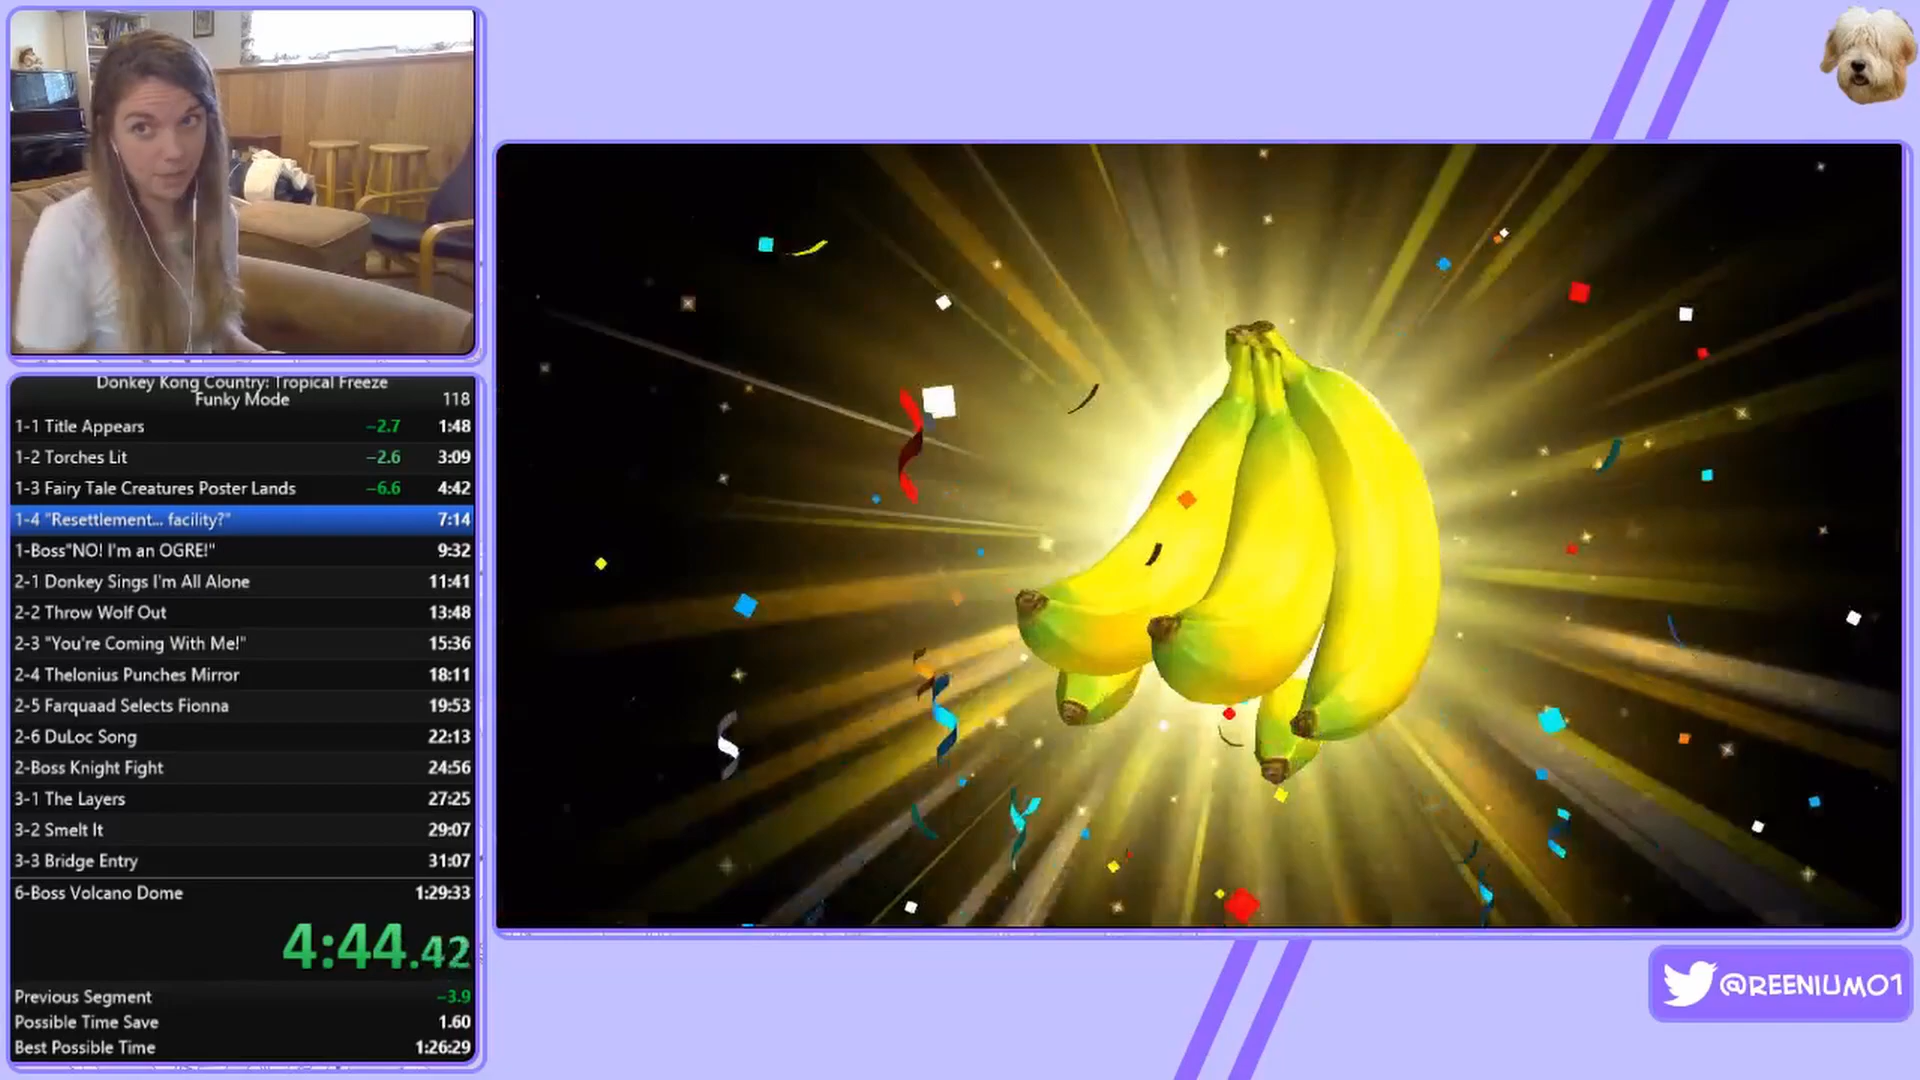 Donkey Kong Country: Tropical Freeze
Funky Mode 118
1-1 Title Appears −2.7 1:48
1-2 Torches Lit −2.6 3:09
1-3 Fairy Tale Creatures Poster Lands −6.6 4:42
1-4 "Resettlement... facility?" 7:14
1-Boss"NO! I'm an OGRE!" 9:32
2-1 Donkey Sings I'm All Alone 11:41
2-2 Throw Wolf Out 13:48
2-3 "You're Coming With Me!" 15:36
2-4 Thelonius Punches Mirror 18:11
2-5 Farquaad Selects Fionna 19:53
2-6 DuLoc Song 22:13
2-Boss Knight Fight 24:56
3-1 The Layers 27:25
3-2 Smelt It 29:07
3-3 Bridge Entry 31:07
6-Boss Volcano Dome 1:29:33
4:44.42
Previous Segment −3.9
Possible Time Save 1.60
Best Possible Time 1:26:29
@REENIUM01